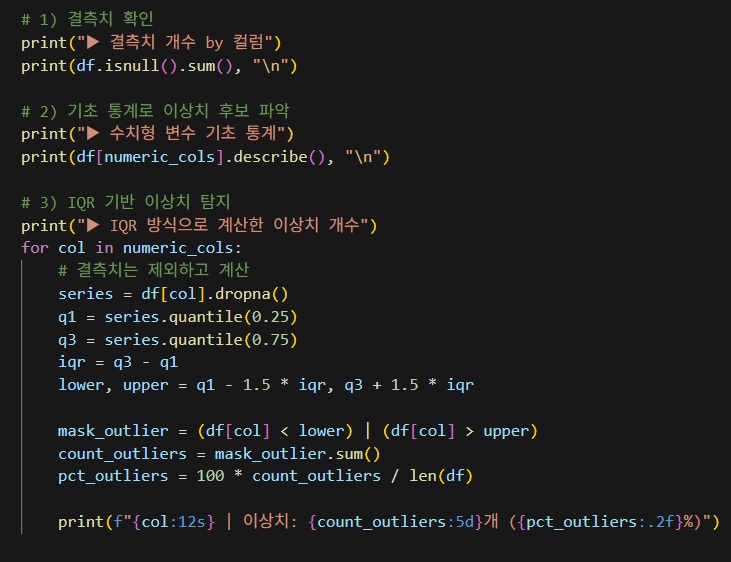 # 1) 결측치 확인
print("▶ 결측치 개수 by 컬럼")
print(df.isnull().sum(), "\n")
# 2) 기초 통계로 이상치 후보 파악
print("▶ 수치형 변수 기초 통계")
print(df[numeric_cols].describe(), "\n")
# 3) IQR 기반 이상치 탐지
print("▶ IQR 방식으로 계산한 이상치 개수")
for col in numeric_cols:
    # 결측치는 제외하고 계산
    series = df[col].dropna()
    q1 = series.quantile(0.25)
    q3 = series.quantile(0.75)
    iqr = q3 - q1
    lower, upper = q1 - 1.5 * iqr, q3 + 1.5 * iqr
    mask_outlier = (df[col] < lower) | (df[col] > upper)
    count_outliers = mask_outlier.sum()
    pct_outliers = 100 * count_outliers / len(df)
    print(f"{col:12s} | 이상치: {count_outliers:5d}개 ({pct_outliers:.2f}%)")